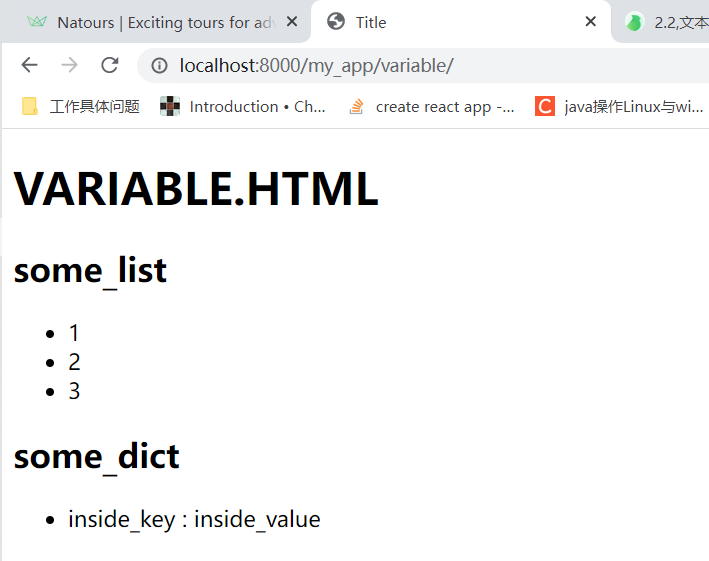 Natours | Exciting tours for adv
Title
2.2,文本
localhost:8000/my_app/variable/
工作具体问题
Introduction • Ch...
create react app -...
java操作Linux与wi...
VARIABLE.HTML
some_list
• 1
• 2
• 3
some_dict
• inside_key : inside_value